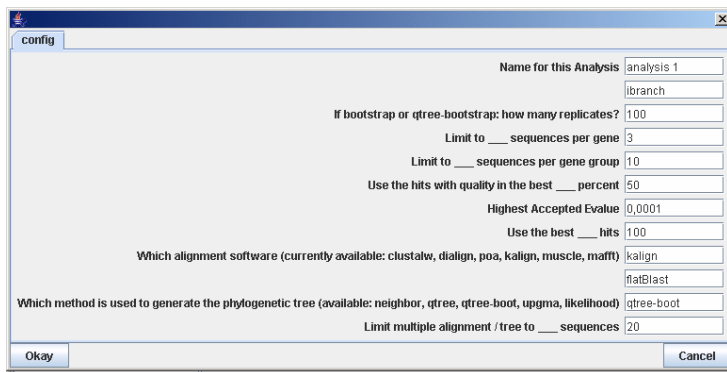 config
Name for this Analysis analysis 1
ibranch
If bootstrap or qtree-bootstrap: how many replicates? 100
Limit to ___ sequences per gene 3
Limit to ___ sequences per gene group 10
Use the hits with quality in the best ___ percent 50
Highest Accepted Evalue 0,0001
Use the best ___ hits 100
Which alignment software (currently available: clustalw, dialign, poa, kalign, muscle, mafft) kalign
flatBlast
Which method is used to generate the phylogenetic tree (available: neighbor, qtree, qtree-boot, upgma, likelihood) qtree-boot
Limit multiple alignment / tree to ___ sequences 20
Okay Cancel